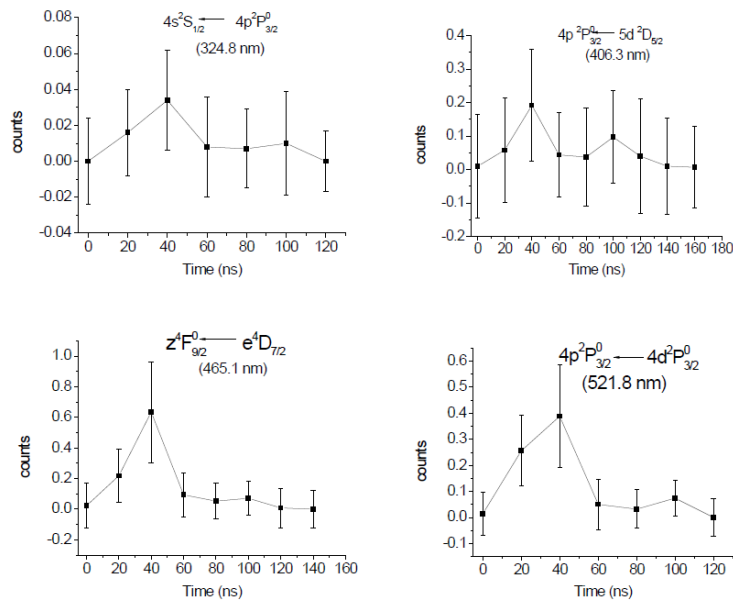 4s²S₁/₂ ← 4p²P⁰₃/₂
(324.8 nm)
0.08
0.06
0.04
0.02
0.00
-0.02
-0.04
counts
0 20 40 60 80 100 120
Time (ns)
4p ²P⁰₃/₂ ← 5d ²D₅/₂
(406.3 nm)
0.4
0.3
0.2
0.1
0.0
-0.1
-0.2
counts
0 20 40 60 80 100 120 140 160 180
Time (ns)
z⁴F⁰₉/₂ ← e⁴D₇/₂
(465.1 nm)
1.0
0.8
0.6
0.4
0.2
0.0
-0.2
counts
0 20 40 60 80 100 120 140 160
Time (ns)
4p²P⁰₃/₂ ← 4d²P⁰₃/₂
(521.8 nm)
0.6
0.5
0.4
0.3
0.2
0.1
0.0
-0.1
counts
0 20 40 60 80 100 120
Time (ns)